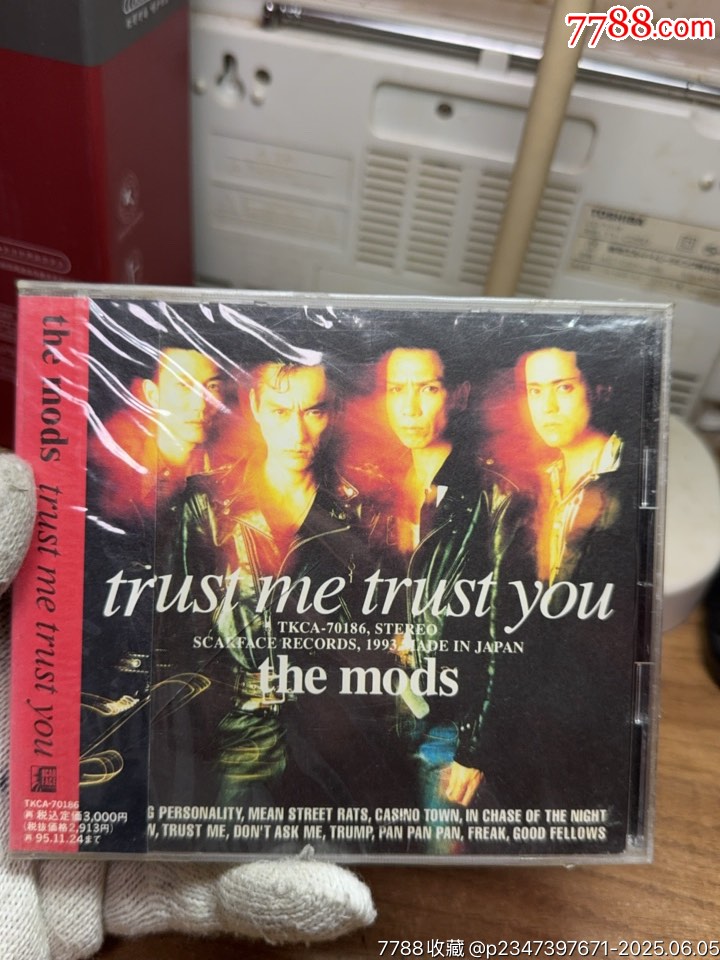 7788.com
TOSHIBA
the mods trust me trust you
TKCA-70186
税込定価3,000円
(税抜価格2,913円)
95.11.24まで
trust me trust you
TKCA-70186, STEREO
SCARFACE RECORDS, 1993, MADE IN JAPAN
the mods
PERSONALITY, MEAN STREET RATS, CASINO TOWN, IN CHASE OF THE NIGHT
TRUST ME, DON'T ASK ME, TRUMP, PAN PAN PAN, FREAK, GOOD FELLOWS
7788收藏 @p2347397671-2025.06.05